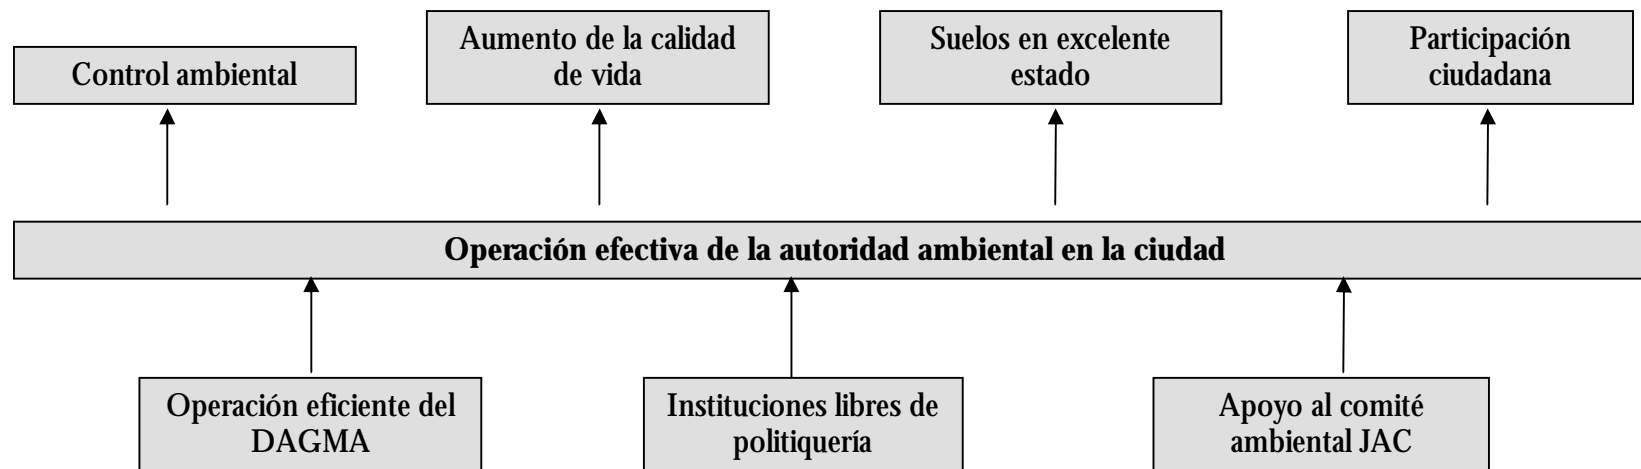 Control ambiental
Aumento de la calidad
de vida
Suelos en excelente
estado
Participación
ciudadana
Operación efectiva de la autoridad ambiental en la ciudad
Operación eficiente del
DAGMA
Instituciones libres de
politiquería
Apoyo al comité
ambiental JAC